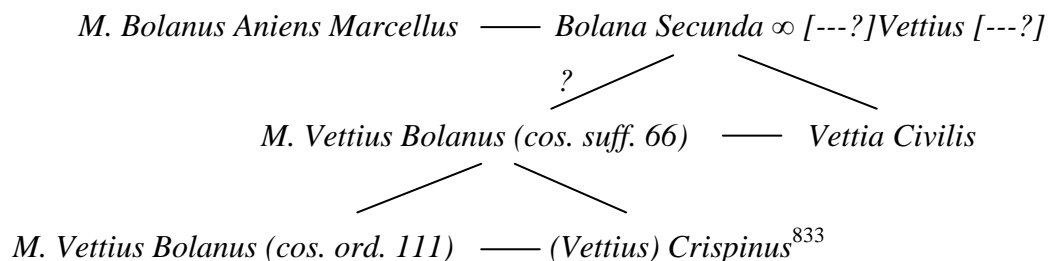 M. Bolanus Aniens Marcellus Bolana Secunda ∞ [---?]Vettius [---?]
?
M. Vettius Bolanus (cos. suff. 66) Vettia Civilis
M. Vettius Bolanus (cos. ord. 111) (Vettius) Crispinus833